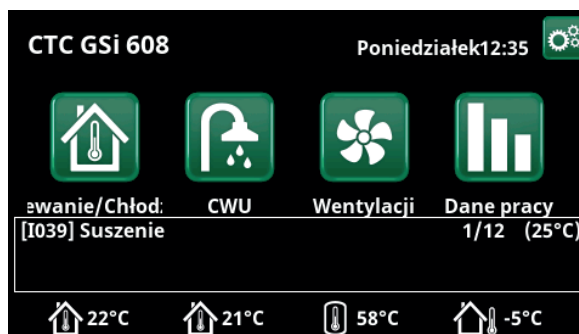 CTC GSi 608
Poniedziałek12:35
ewanie/Chłod:
CWU
Wentylacji
Dane pracy
[I039] Suszenie
1/12 (25°C)
22°C
21°C
58°C
-5°C